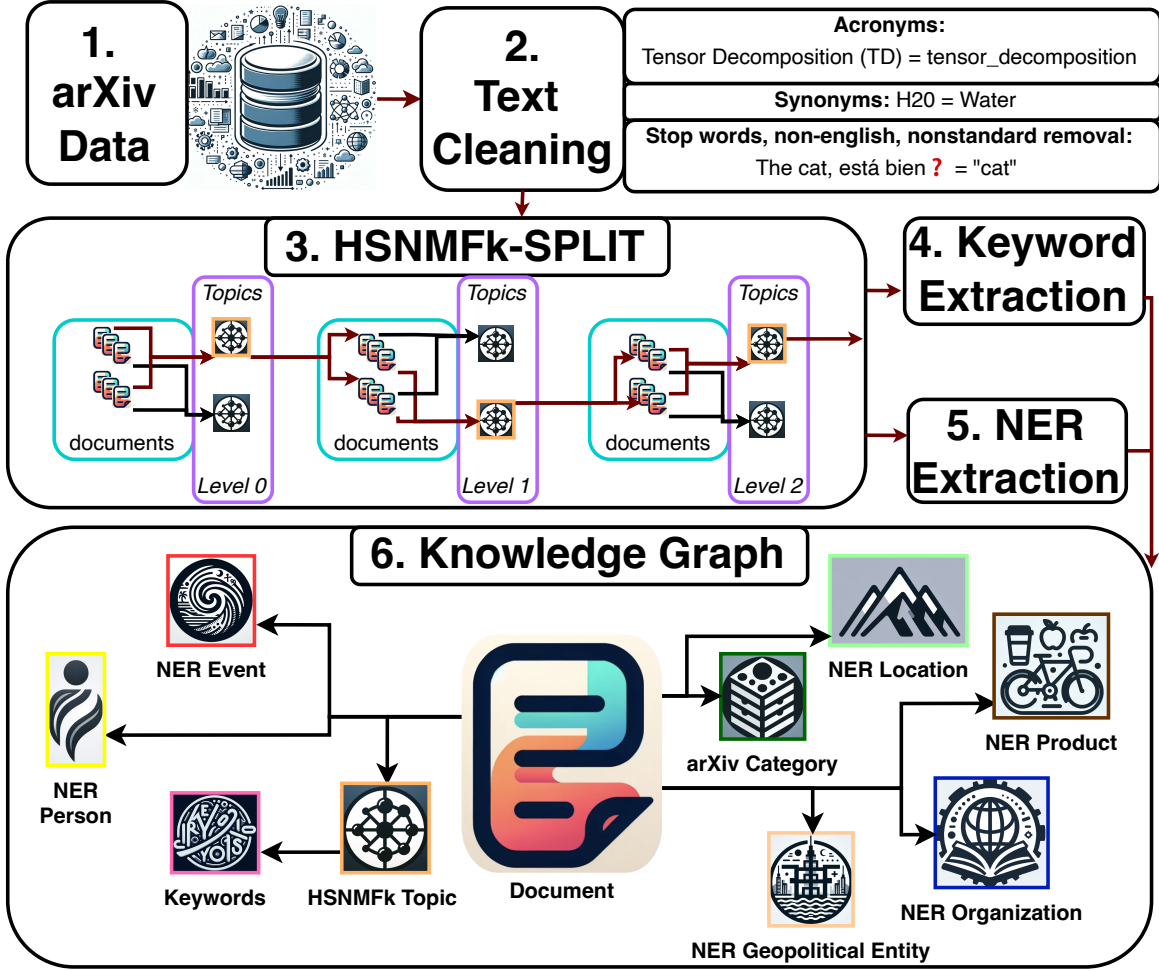 1.
arXiv
Data
2.
Text
Cleaning
Acronyms:
Tensor Decomposition (TD) = tensor_decomposition
Synonyms: H20 = Water
Stop words, non-english, nonstandard removal:
The cat, está bien ? = "cat"
3. HSNMFk-SPLIT
Topics
Topics
Topics
documents
documents
documents
Level 0
Level 1
Level 2
4. Keyword
Extraction
5. NER
Extraction
6. Knowledge Graph
NER Event
NER Location
NER
Person
arXiv Category
NER Product
Keywords
HSNMFk Topic
Document
NER Organization
NER Geopolitical Entity